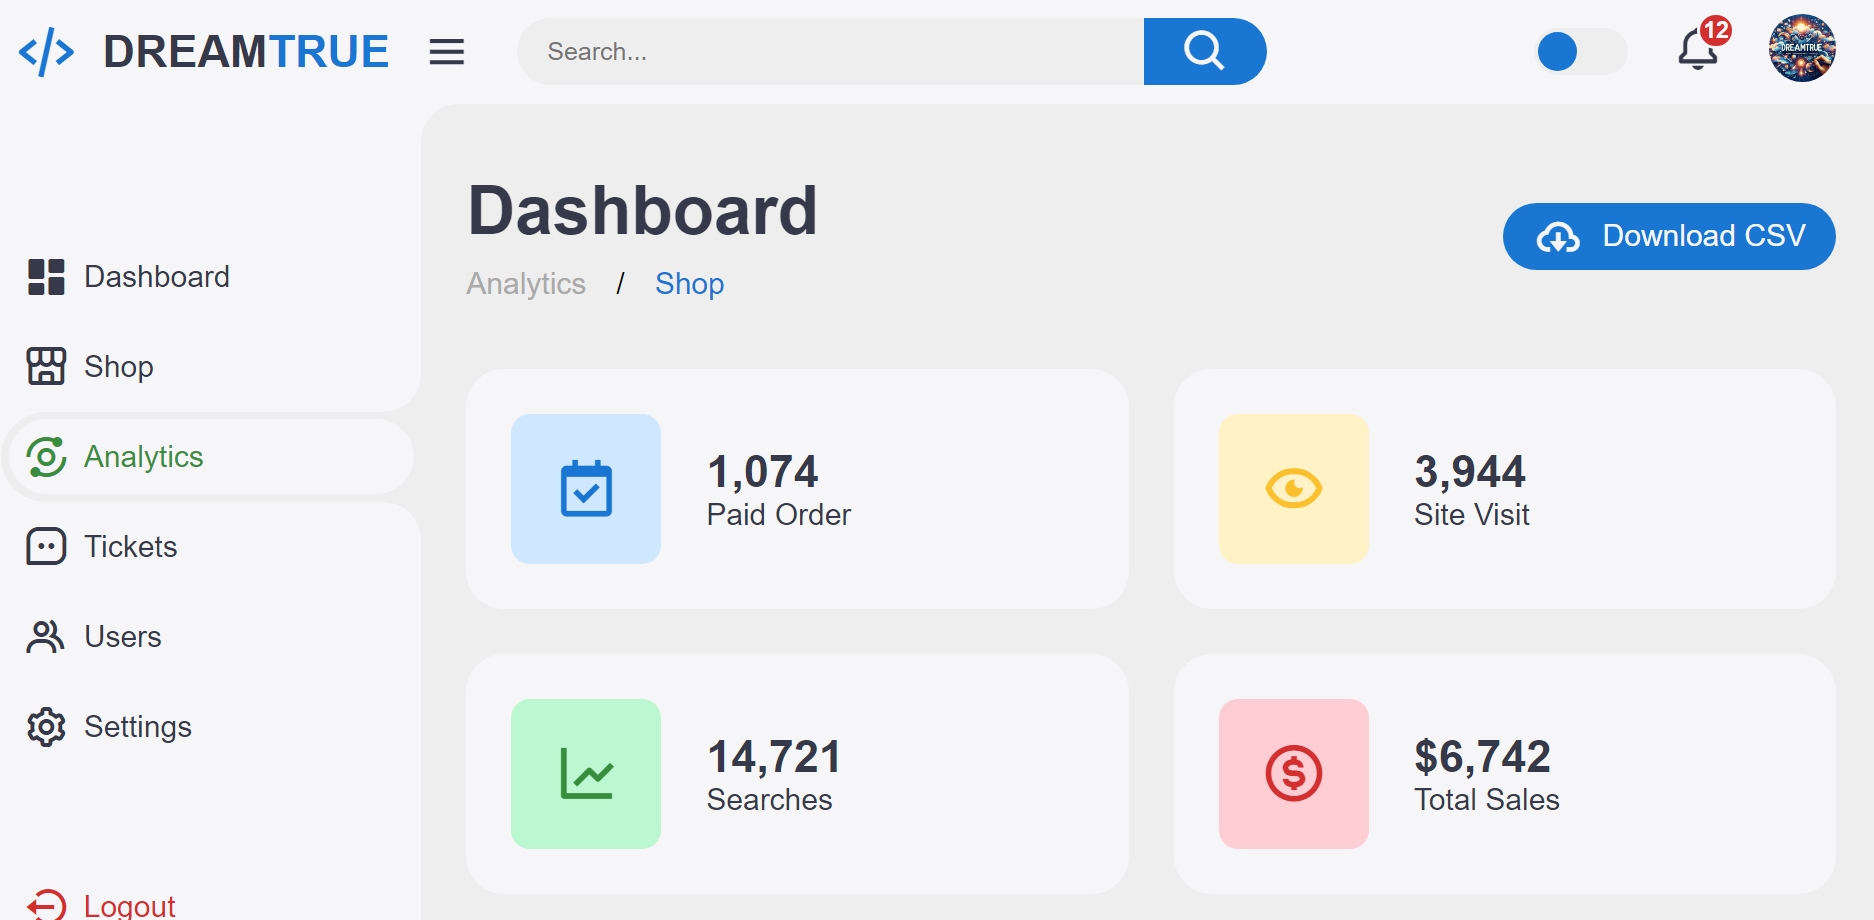 DREAMTRUE
Search...
12
DREAMTRUE
Dashboard
Shop
Analytics
Tickets
Users
Settings
Logout
Dashboard
Analytics / Shop
Download CSV
1,074
Paid Order
3,944
Site Visit
14,721
Searches
$6,742
Total Sales